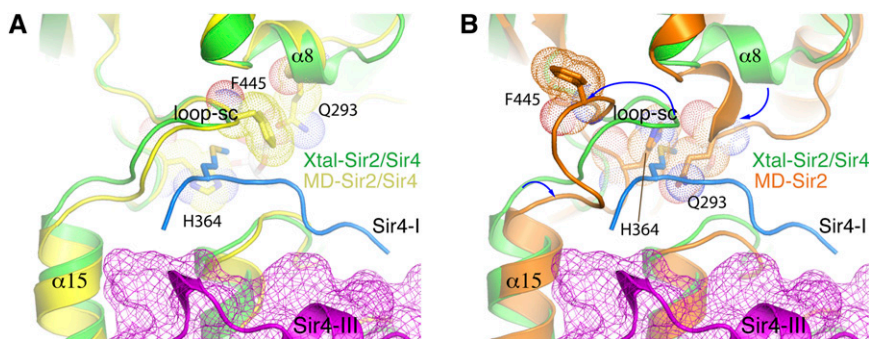 A
α8
F445
loop-sc
Q293
Xtal-Sir2/Sir4
MD-Sir2/Sir4
H364
Sir4-I
α15
Sir4-III
B
α8
F445
loop-sc
Xtal-Sir2/Sir4
MD-Sir2
Q293
H364
Sir4-I
α15
Sir4-III